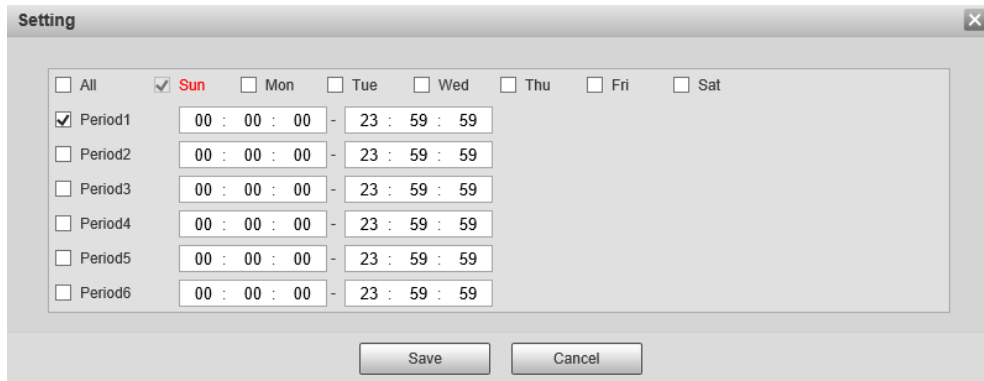 Setting
All Sun Mon Tue Wed Thu Fri Sat
Period1 00 : 00 : 00 - 23 : 59 : 59
Period2 00 : 00 : 00 - 23 : 59 : 59
Period3 00 : 00 : 00 - 23 : 59 : 59
Period4 00 : 00 : 00 - 23 : 59 : 59
Period5 00 : 00 : 00 - 23 : 59 : 59
Period6 00 : 00 : 00 - 23 : 59 : 59
Save Cancel